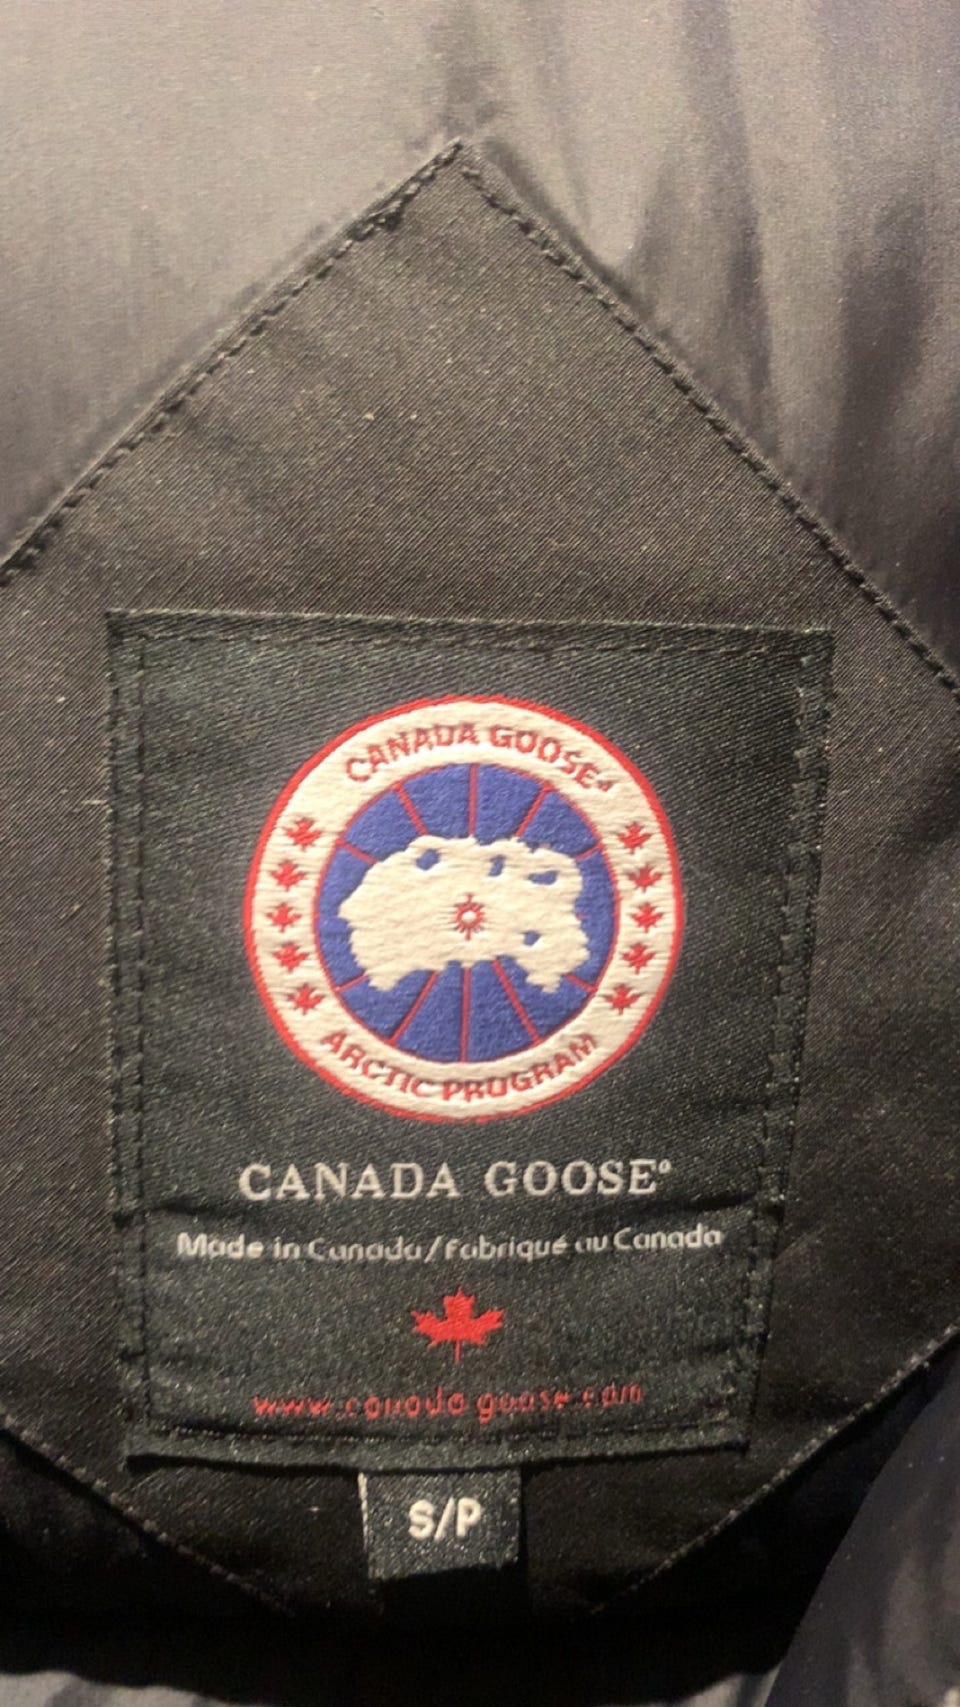 CANADA GOOSE®
ARCTIC PROGRAM
CANADA GOOSE®
Made in Canada/Fabriqué au Canada
www.canada goose.com
S/P